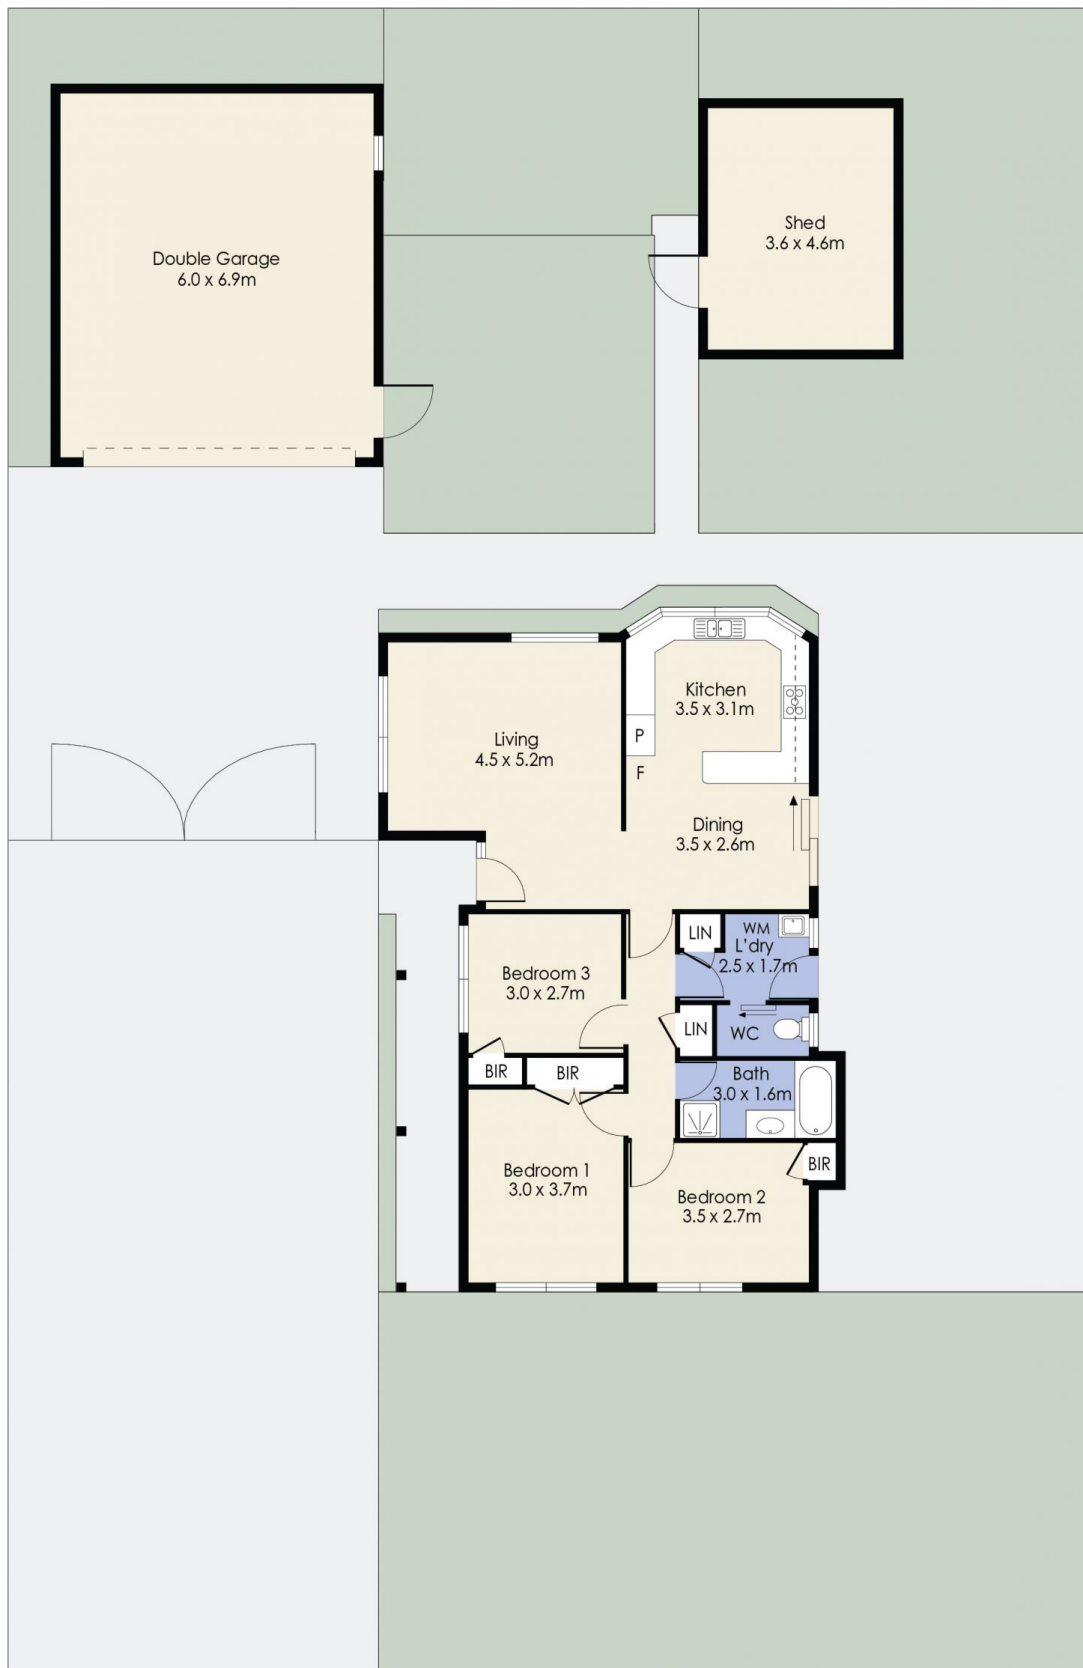 Double Garage
6.0 x 6.9m
Shed
3.6 x 4.6m
Kitchen
3.5 x 3.1m
P
F
Living
4.5 x 5.2m
Dining
3.5 x 2.6m
LIN
WM
L'dry
2.5 x 1.7m
Bedroom 3
3.0 x 2.7m
LIN
WC
BIR
BIR
Bath
3.0 x 1.6m
BIR
Bedroom 1
3.0 x 3.7m
Bedroom 2
3.5 x 2.7m